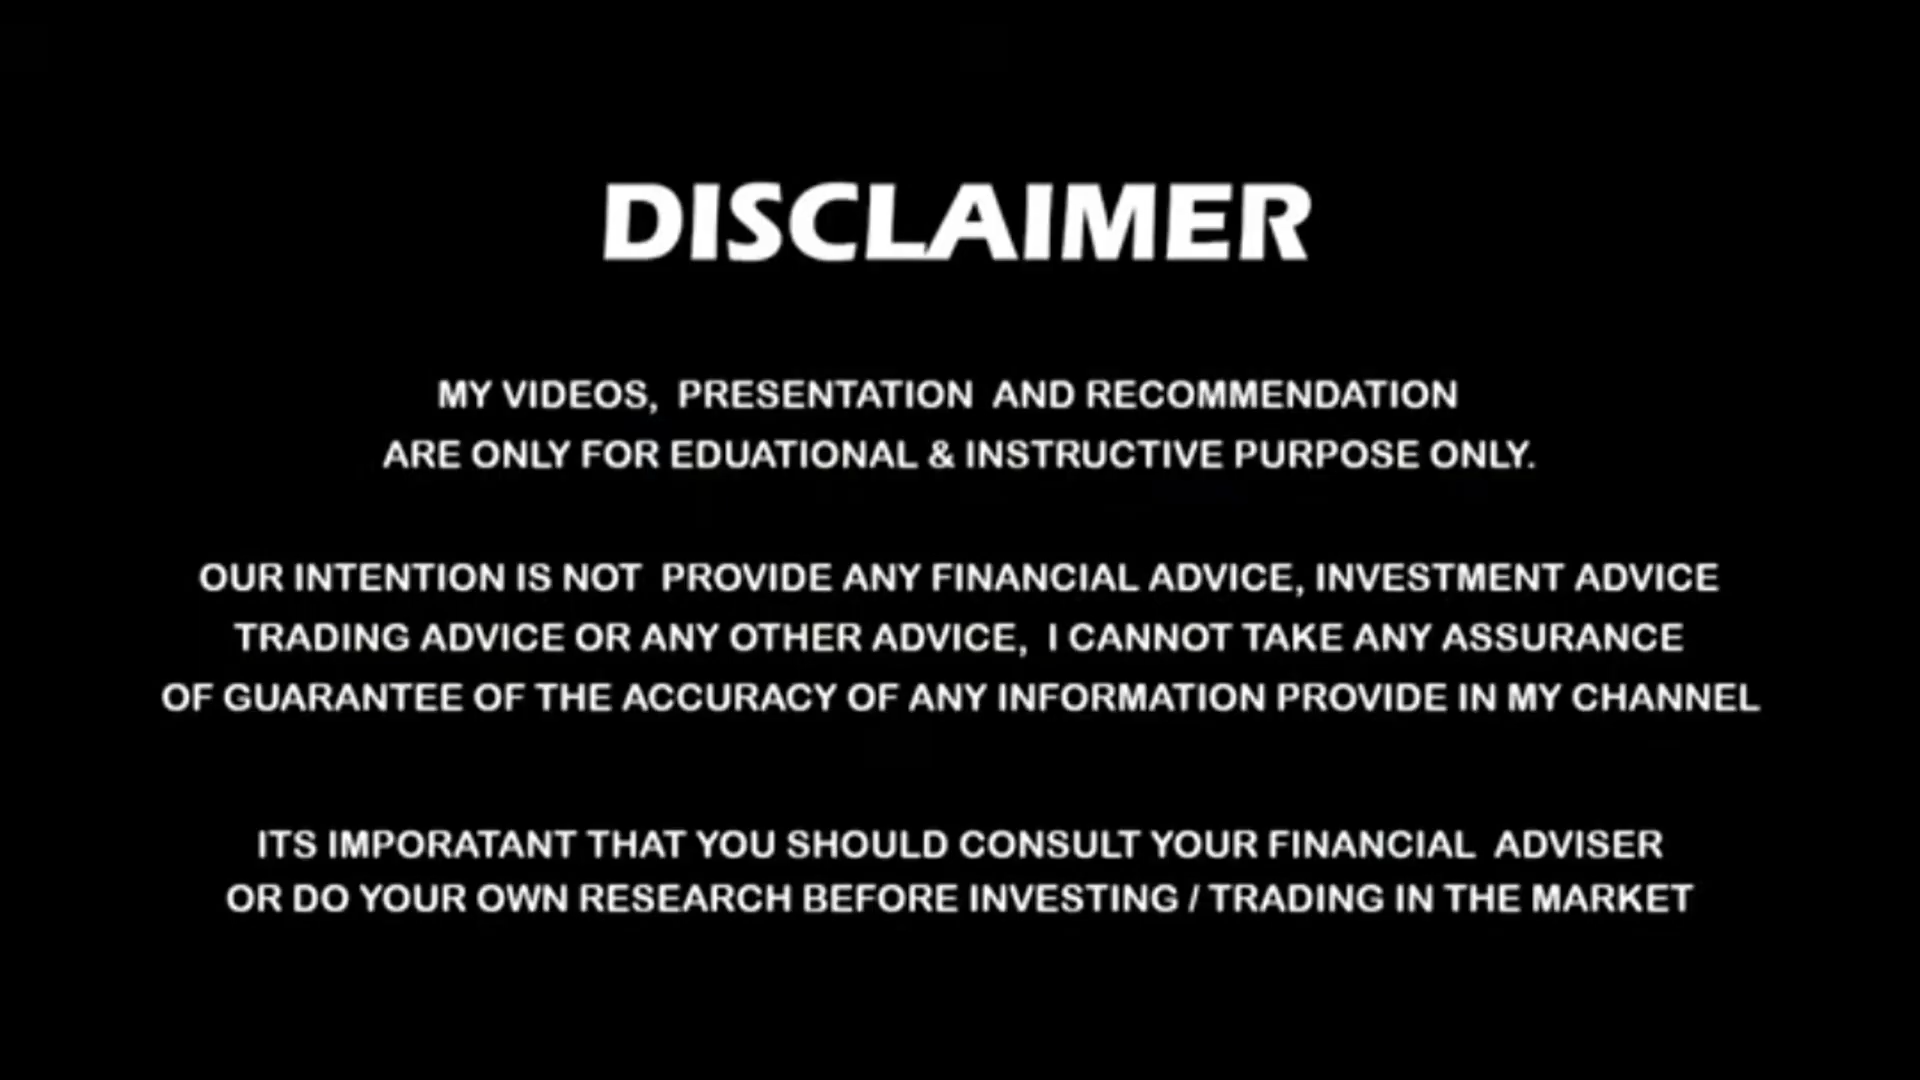 DISCLAIMER
MY VIDEOS, PRESENTATION AND RECOMMENDATION
ARE ONLY FOR EDUATIONAL & INSTRUCTIVE PURPOSE ONLY.
OUR INTENTION IS NOT PROVIDE ANY FINANCIAL ADVICE, INVESTMENT ADVICE
TRADING ADVICE OR ANY OTHER ADVICE, I CANNOT TAKE ANY ASSURANCE
OF GUARANTEE OF THE ACCURACY OF ANY INFORMATION PROVIDE IN MY CHANNEL
ITS IMPORATANT THAT YOU SHOULD CONSULT YOUR FINANCIAL ADVISER
OR DO YOUR OWN RESEARCH BEFORE INVESTING / TRADING IN THE MARKET